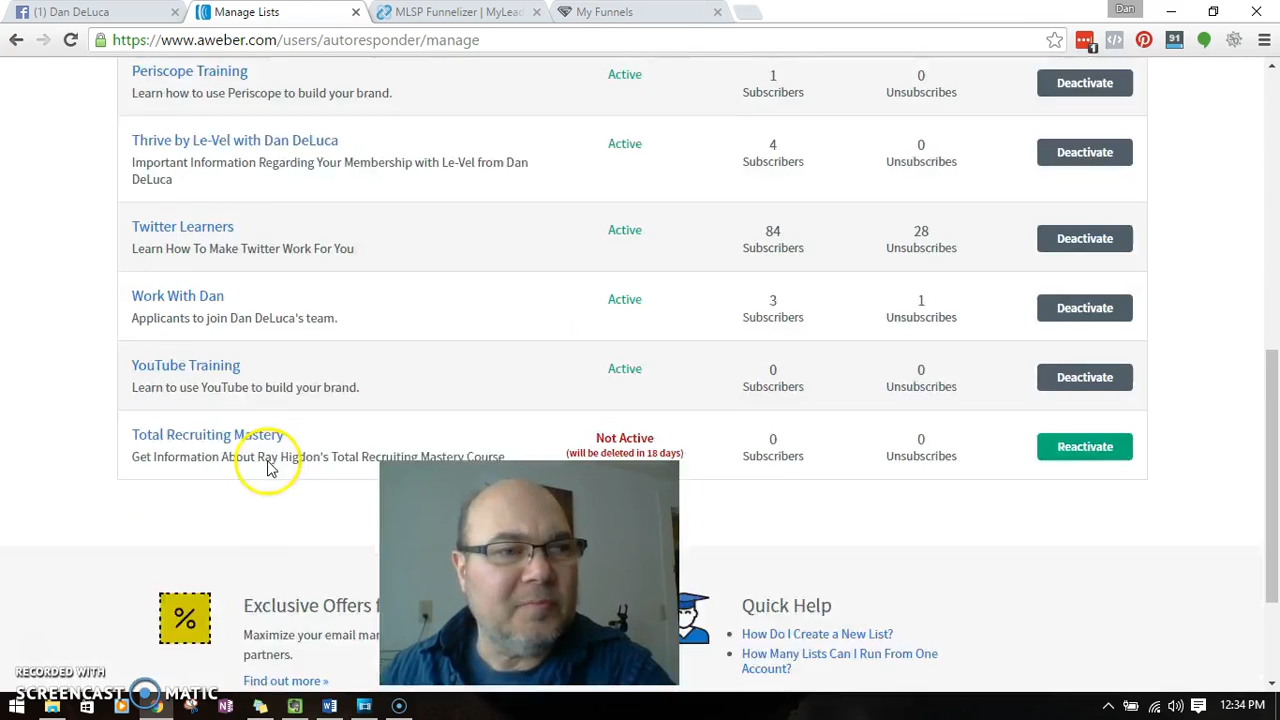 (1) Dan DeLuca
Manage Lists
MLSP Funnelizer | MyLead
My Funnels
Dan
https://www.aweber.com/users/autoresponder/manage
1
91
Periscope Training
Learn how to use Periscope to build your brand.
Active
1
Subscribers
0
Unsubscribes
Deactivate
Thrive by Le-Vel with Dan DeLuca
Important Information Regarding Your Membership with Le-Vel from Dan
DeLuca
Active
4
Subscribers
0
Unsubscribes
Deactivate
Twitter Learners
Learn How To Make Twitter Work For You
Active
84
Subscribers
28
Unsubscribes
Deactivate
Work With Dan
Applicants to join Dan DeLuca's team.
Active
3
Subscribers
1
Unsubscribes
Deactivate
YouTube Training
Learn to use YouTube to build your brand.
Active
0
Subscribers
0
Unsubscribes
Deactivate
Total Recruiting Mastery
Get Information About Ray Higdon's Total Recruiting Mastery Course
Not Active
(will be deleted in 18 days)
0
Subscribers
0
Unsubscribes
Reactivate
%
Exclusive Offers f
Maximize your email ma
partners.
Find out more »
Quick Help
How Do I Create a New List?
How Many Lists Can I Run From One
Account?
RECORDED WITH
SCREENCAST MATIC
12:34 PM